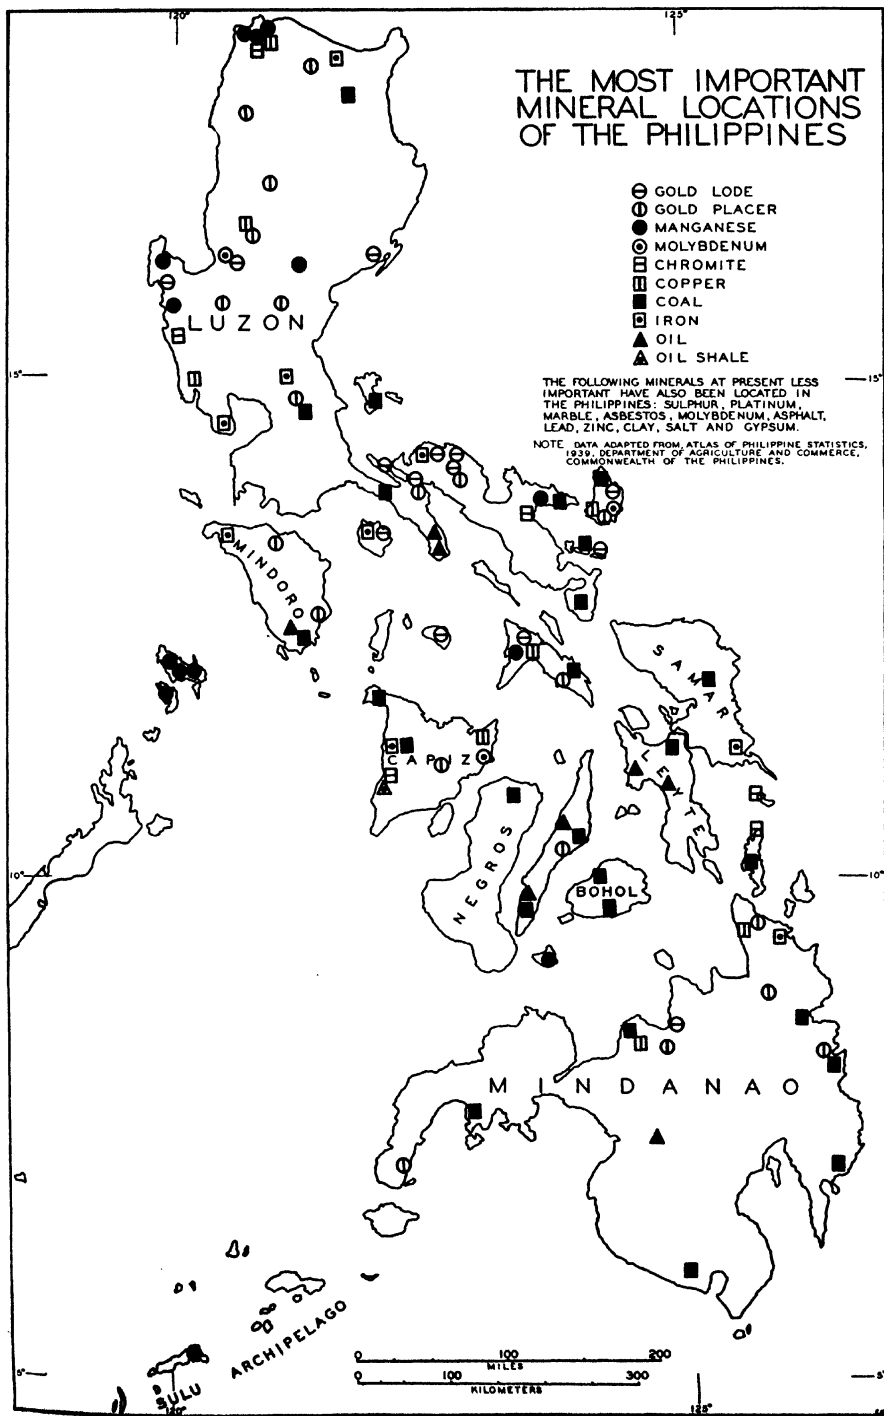 120°
125°
THE MOST IMPORTANT
MINERAL LOCATIONS
OF THE PHILIPPINES
GOLD LODE
GOLD PLACER
MANGANESE
MOLYBDENUM
CHROMITE
COPPER
COAL
IRON
OIL
OIL SHALE
LUZON
15°
15°
THE FOLLOWING MINERALS AT PRESENT LESS
IMPORTANT HAVE ALSO BEEN LOCATED IN
THE PHILIPPINES: SULPHUR, PLATINUM,
MARBLE, ASBESTOS, MOLYBDENUM, ASPHALT,
LEAD, ZINC, CLAY, SALT AND GYPSUM.
NOTE DATA ADAPTED FROM, ATLAS OF PHILIPPINE STATISTICS,
1939, DEPARTMENT OF AGRICULTURE AND COMMERCE,
COMMONWEALTH OF THE PHILIPPINES.
MINDORO
SAMAR
CAPIZ
LEYTE
NEGROS
BOHOL
10°
10°
MINDANAO
SULU ARCHIPELAGO
0 100 200
MILES
0 100 200 300
KILOMETERS
5°
5°
120°
125°